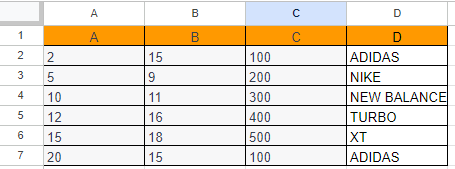 A B C D
1 A B C D
2 2 15 100 ADIDAS
3 5 9 200 NIKE
4 10 11 300 NEW BALANCE
5 12 16 400 TURBO
6 15 18 500 XT
7 20 15 100 ADIDAS